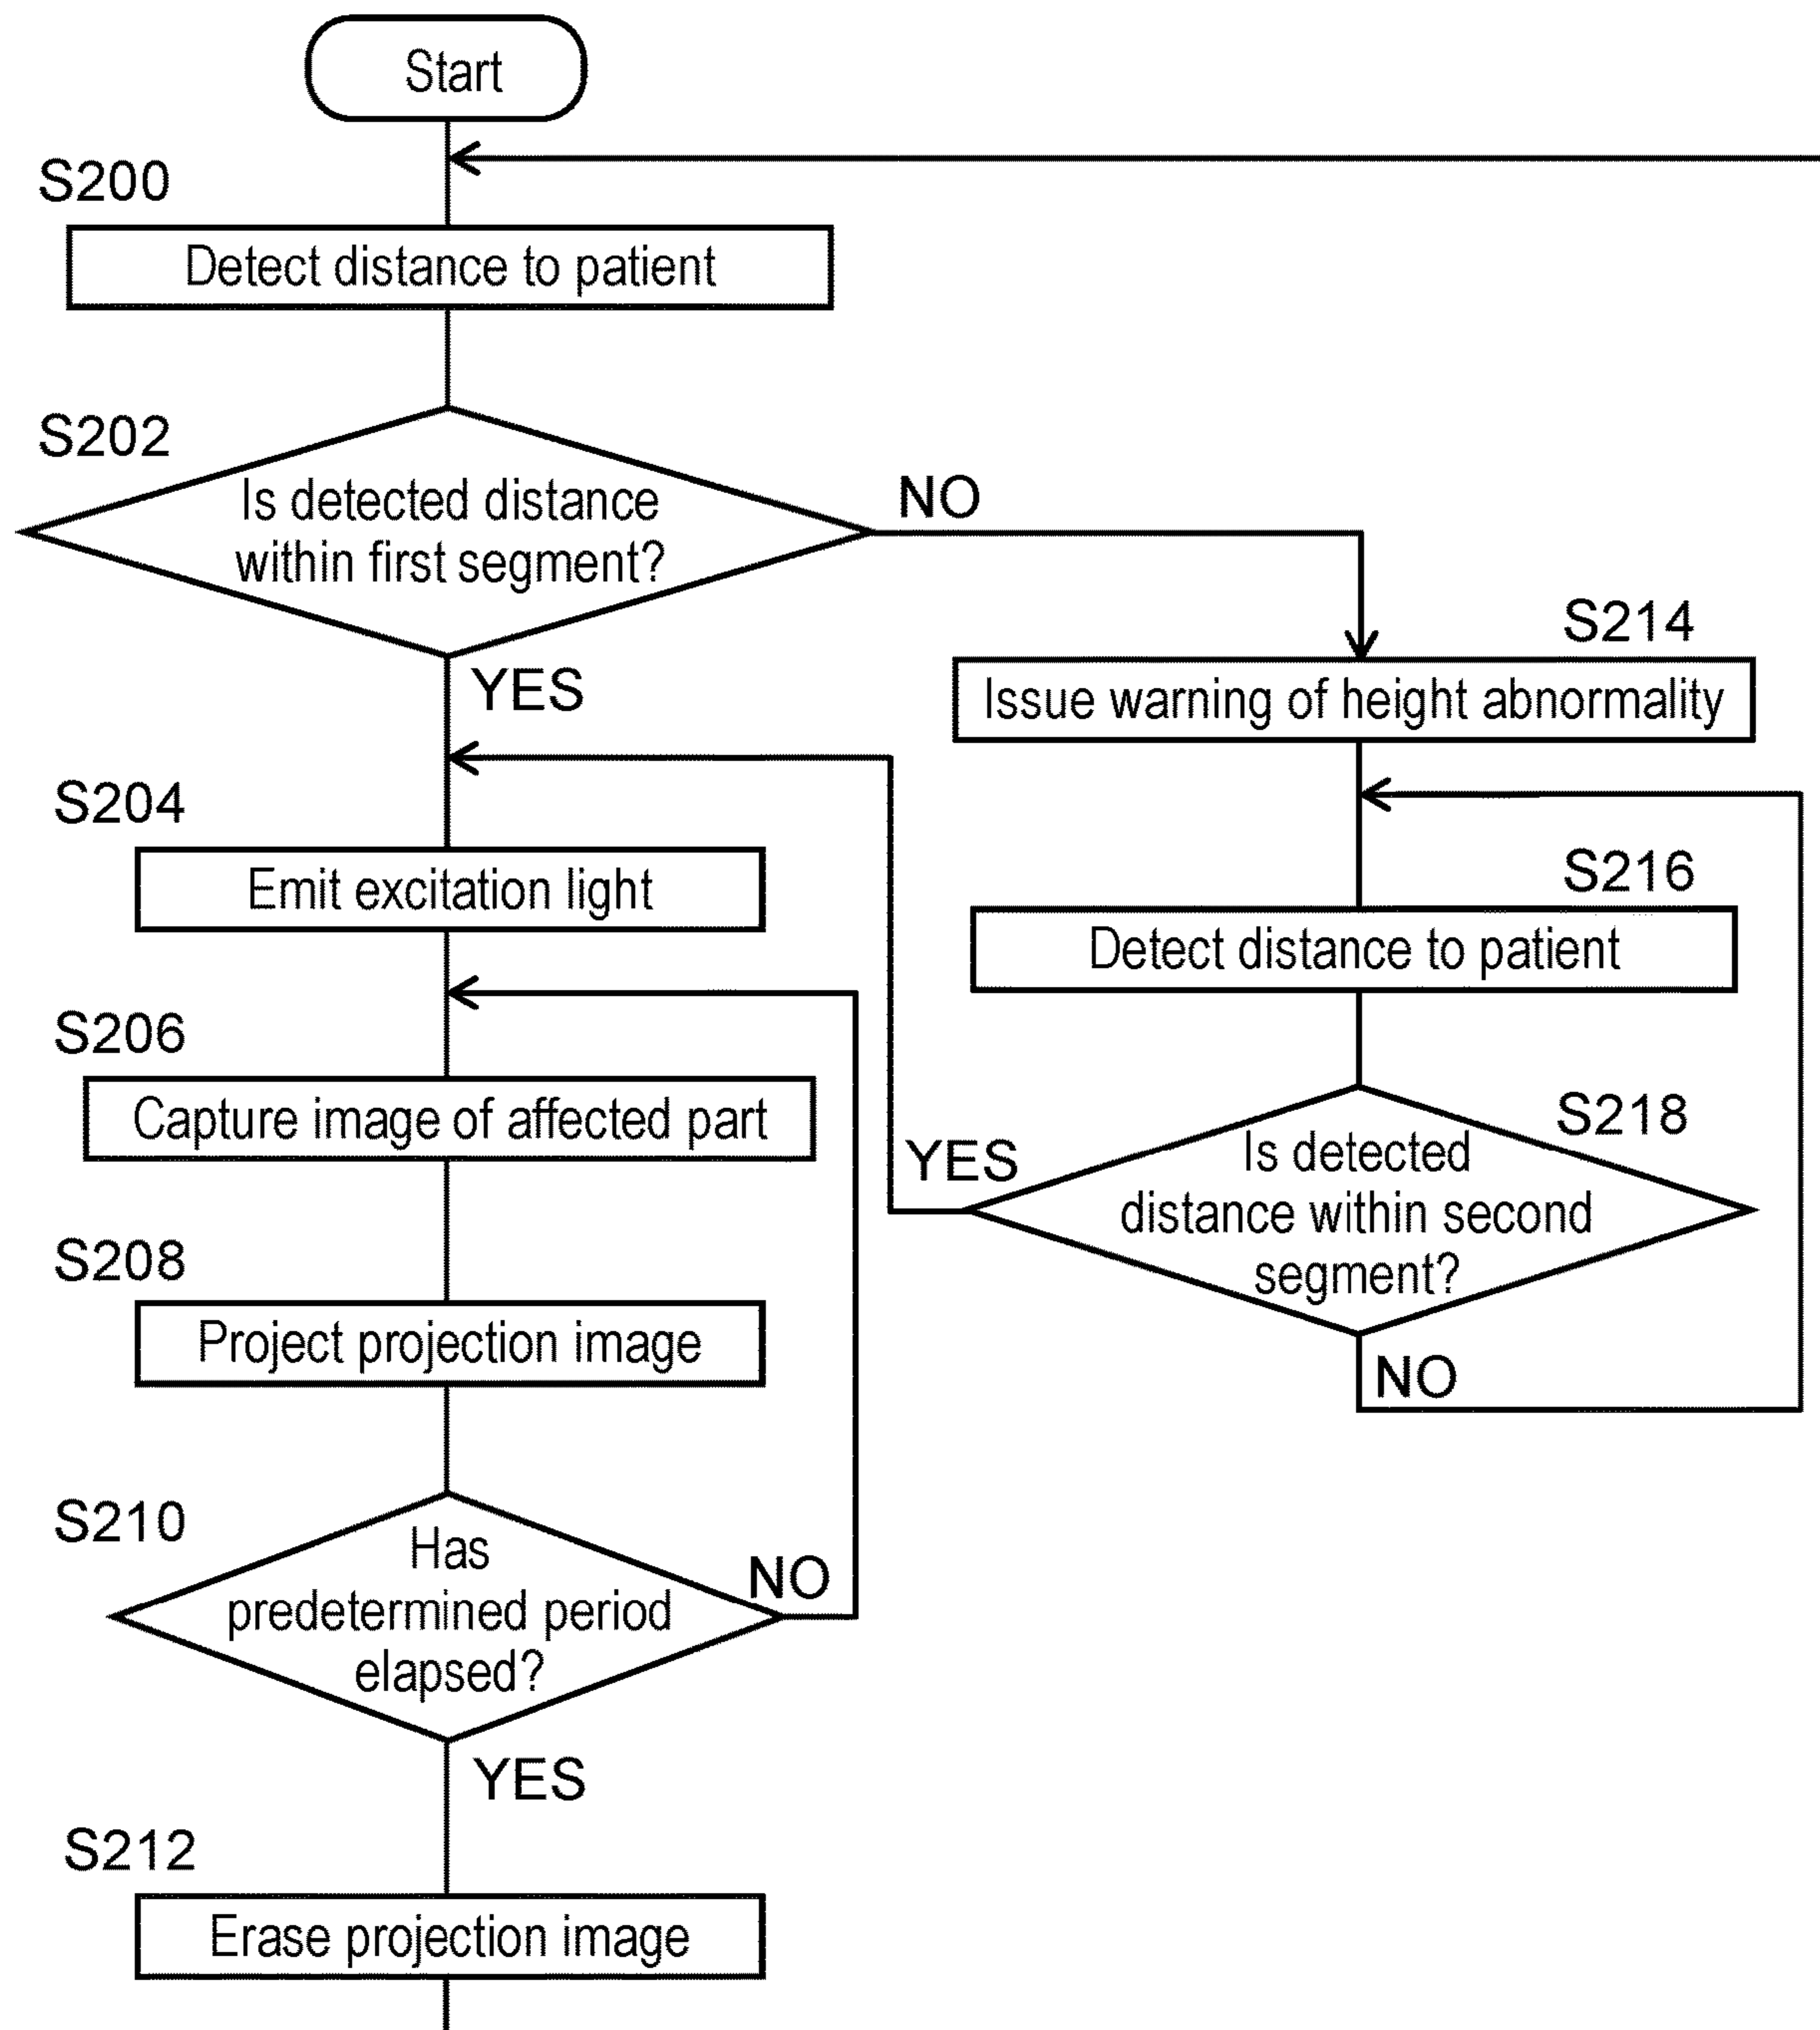 Start
S200
Detect distance to patient
S202
Is detected distance
within first segment?
NO
YES
S214
Issue warning of height abnormality
S204
Emit excitation light
S216
Detect distance to patient
S206
Capture image of affected part
S218
Is detected
distance within second
segment?
YES
NO
S208
Project projection image
S210
Has
predetermined period
elapsed?
NO
YES
S212
Erase projection image